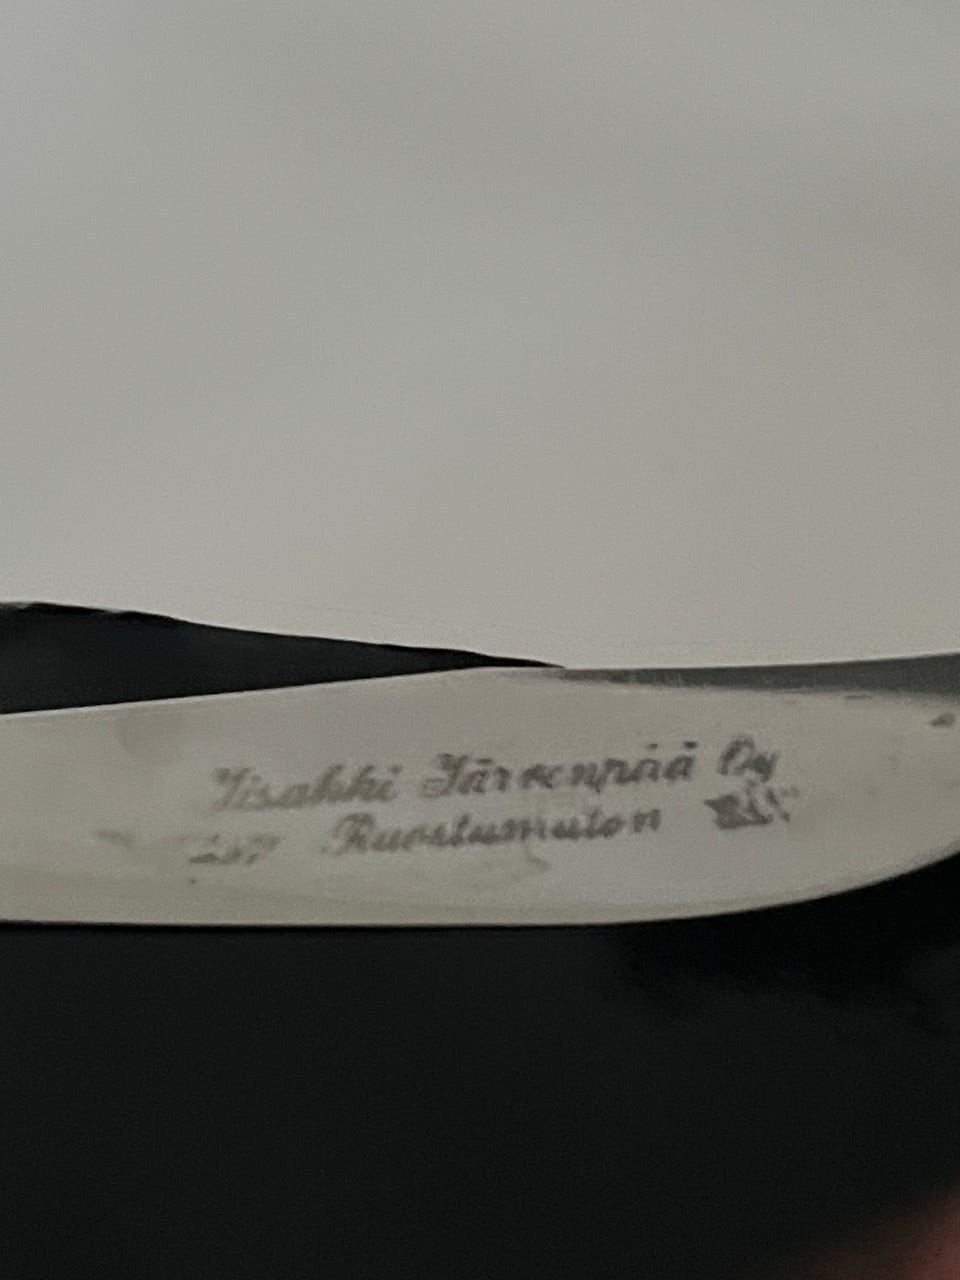 Iisakki Järvenpää Oy
Ruostumaton